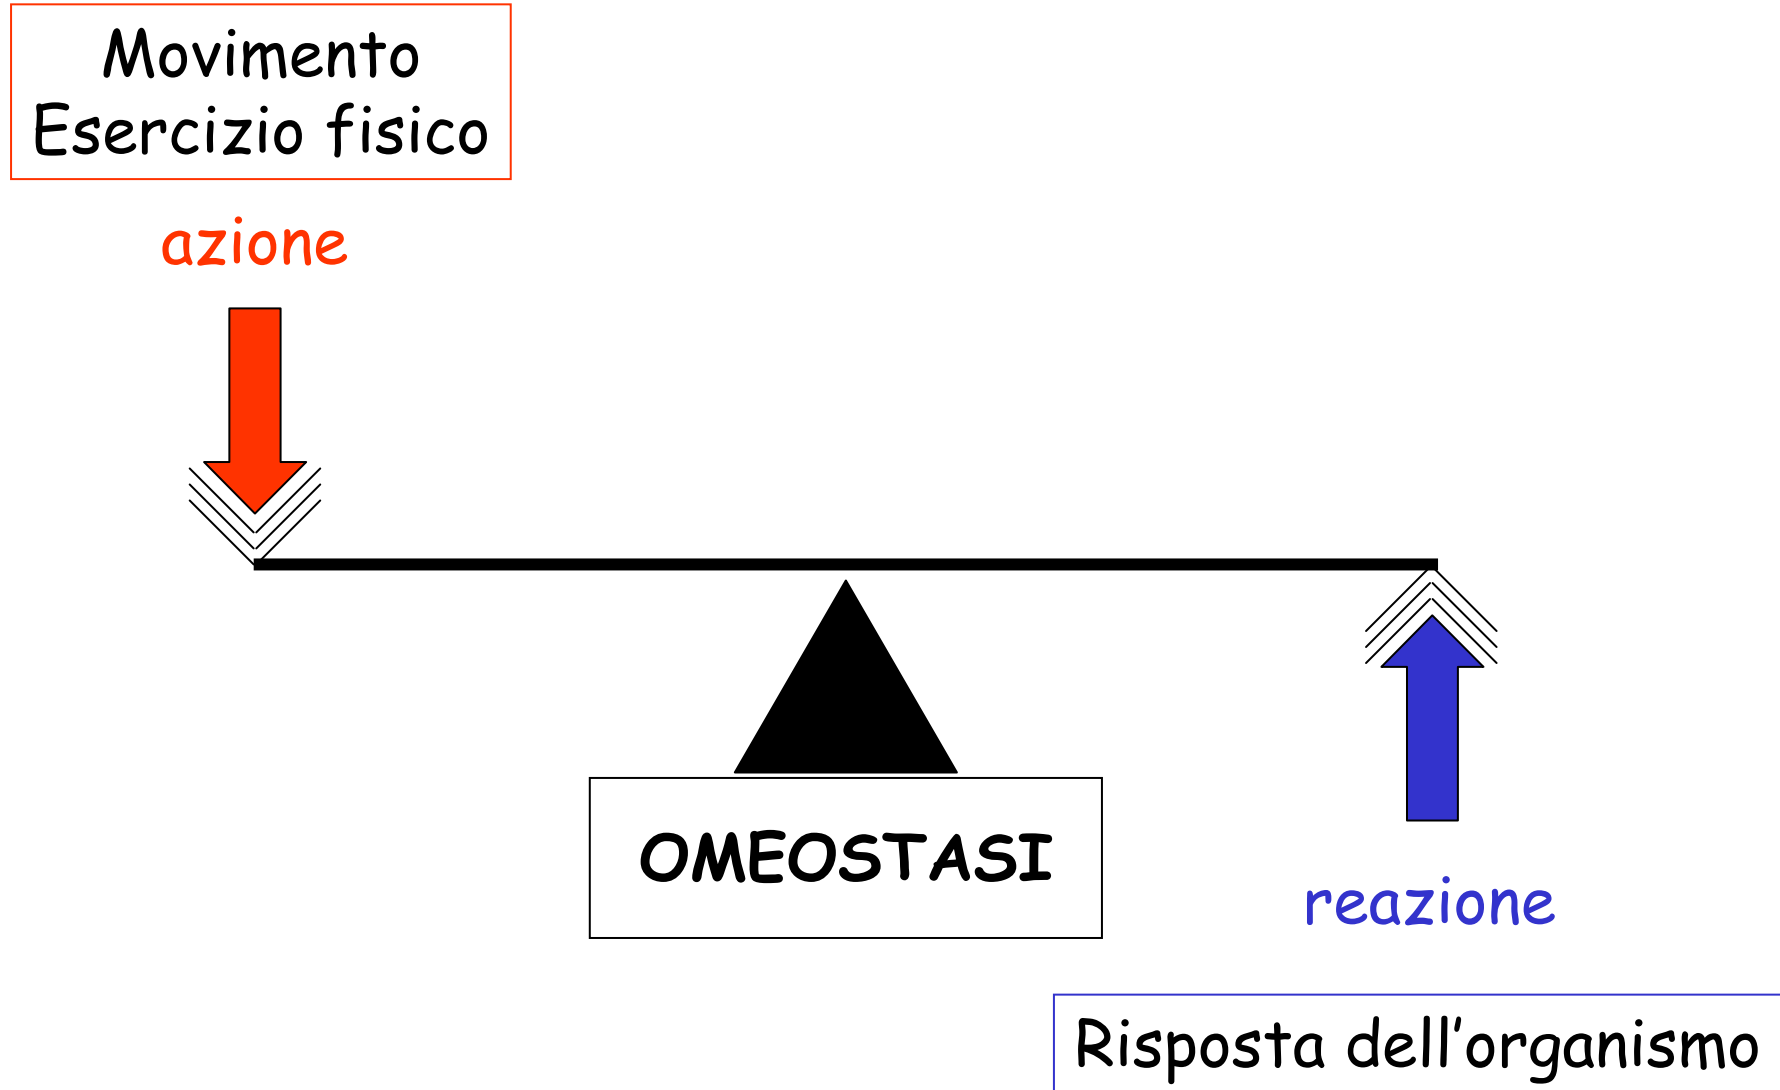 Movimento
Esercizio fisico
azione
OMEOSTASI
reazione
Risposta dell’organismo